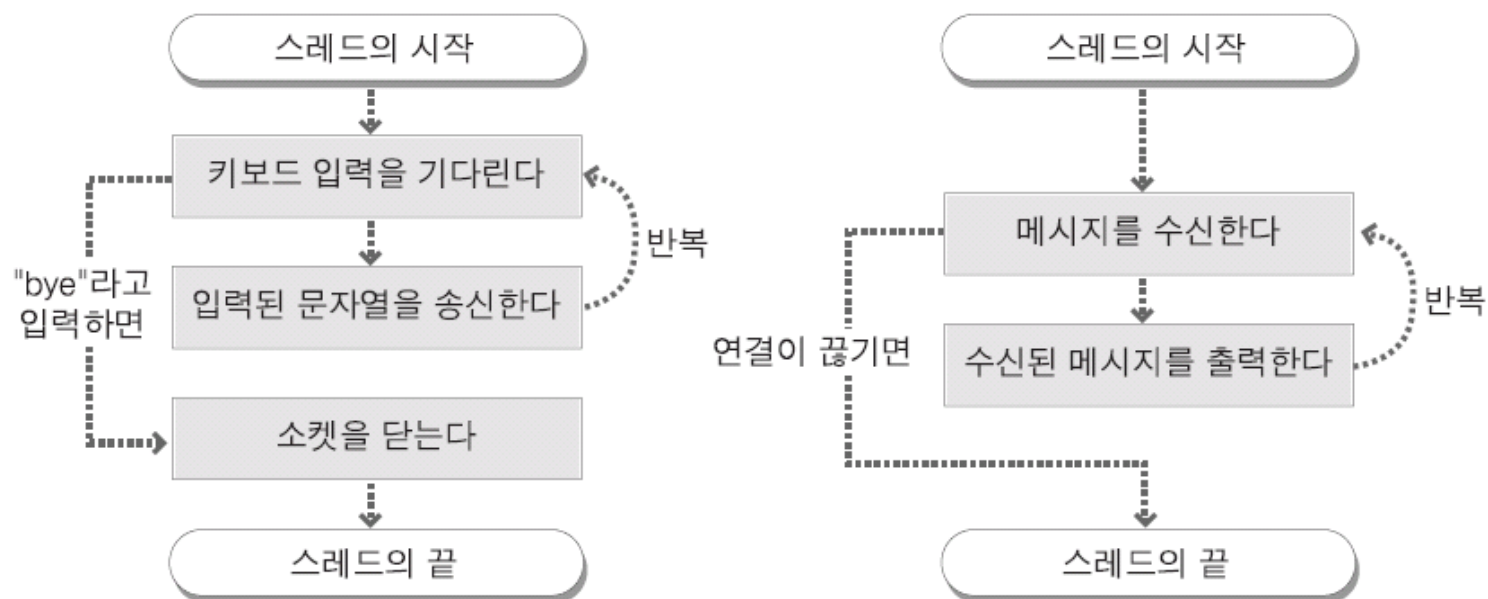 스레드의 시작
키보드 입력을 기다린다
반복
"bye"라고
입력하면
입력된 문자열을 송신한다
소켓을 닫는다
스레드의 끝
스레드의 시작
메시지를 수신한다
반복
연결이 끊기면
수신된 메시지를 출력한다
스레드의 끝